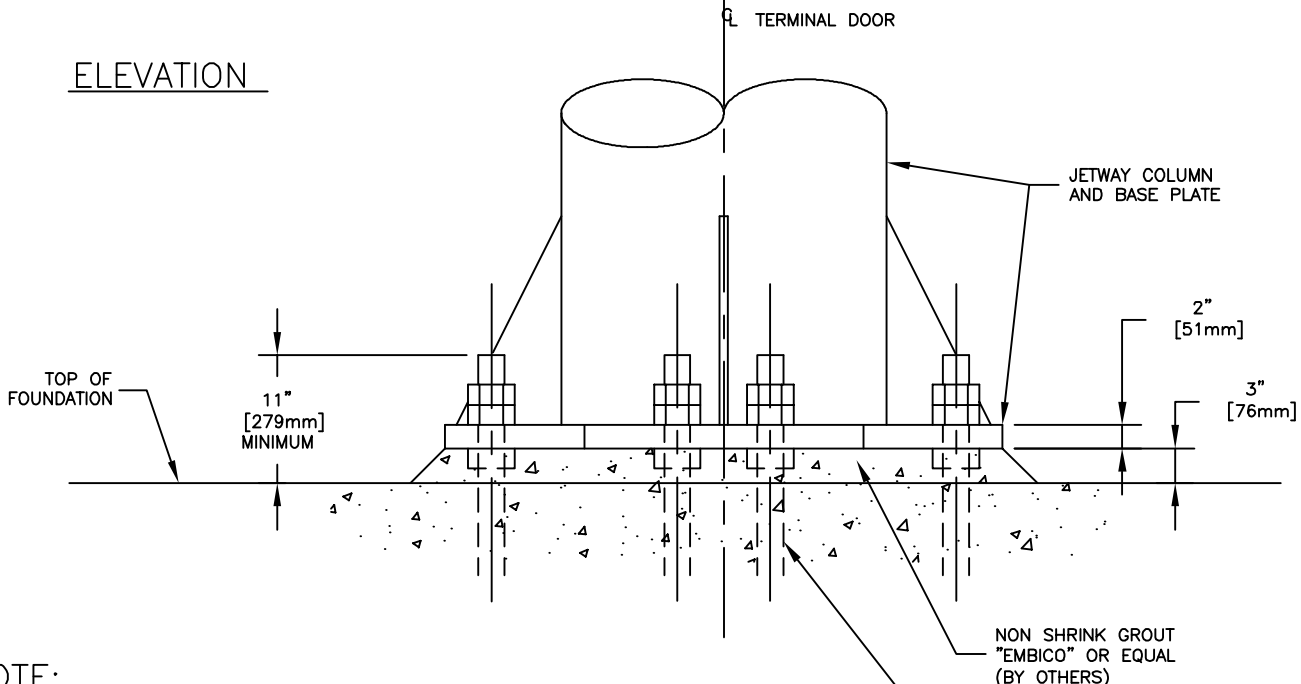 ℄ TERMINAL DOOR
ELEVATION
JETWAY COLUMN
AND BASE PLATE
2"
[51mm]
3"
[76mm]
TOP OF
FOUNDATION
11"
[279mm]
MINIMUM
NON SHRINK GROUT
"EMBICO" OR EQUAL
(BY OTHERS)
OTE: